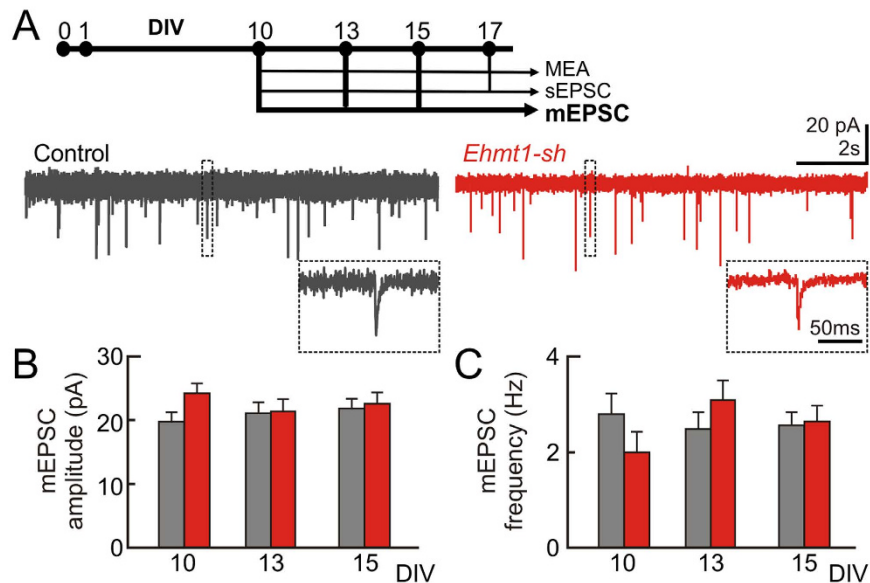 A
DIV
0 1 10 13 15 17
MEA
sEPSC
mEPSC
20 pA
2s
Control
Ehmt1-sh
50ms
B
mEPSC
amplitude (pA)
30
20
10
0
10 13 15 DIV
C
mEPSC
frequency (Hz)
4
2
0
10 13 15 DIV